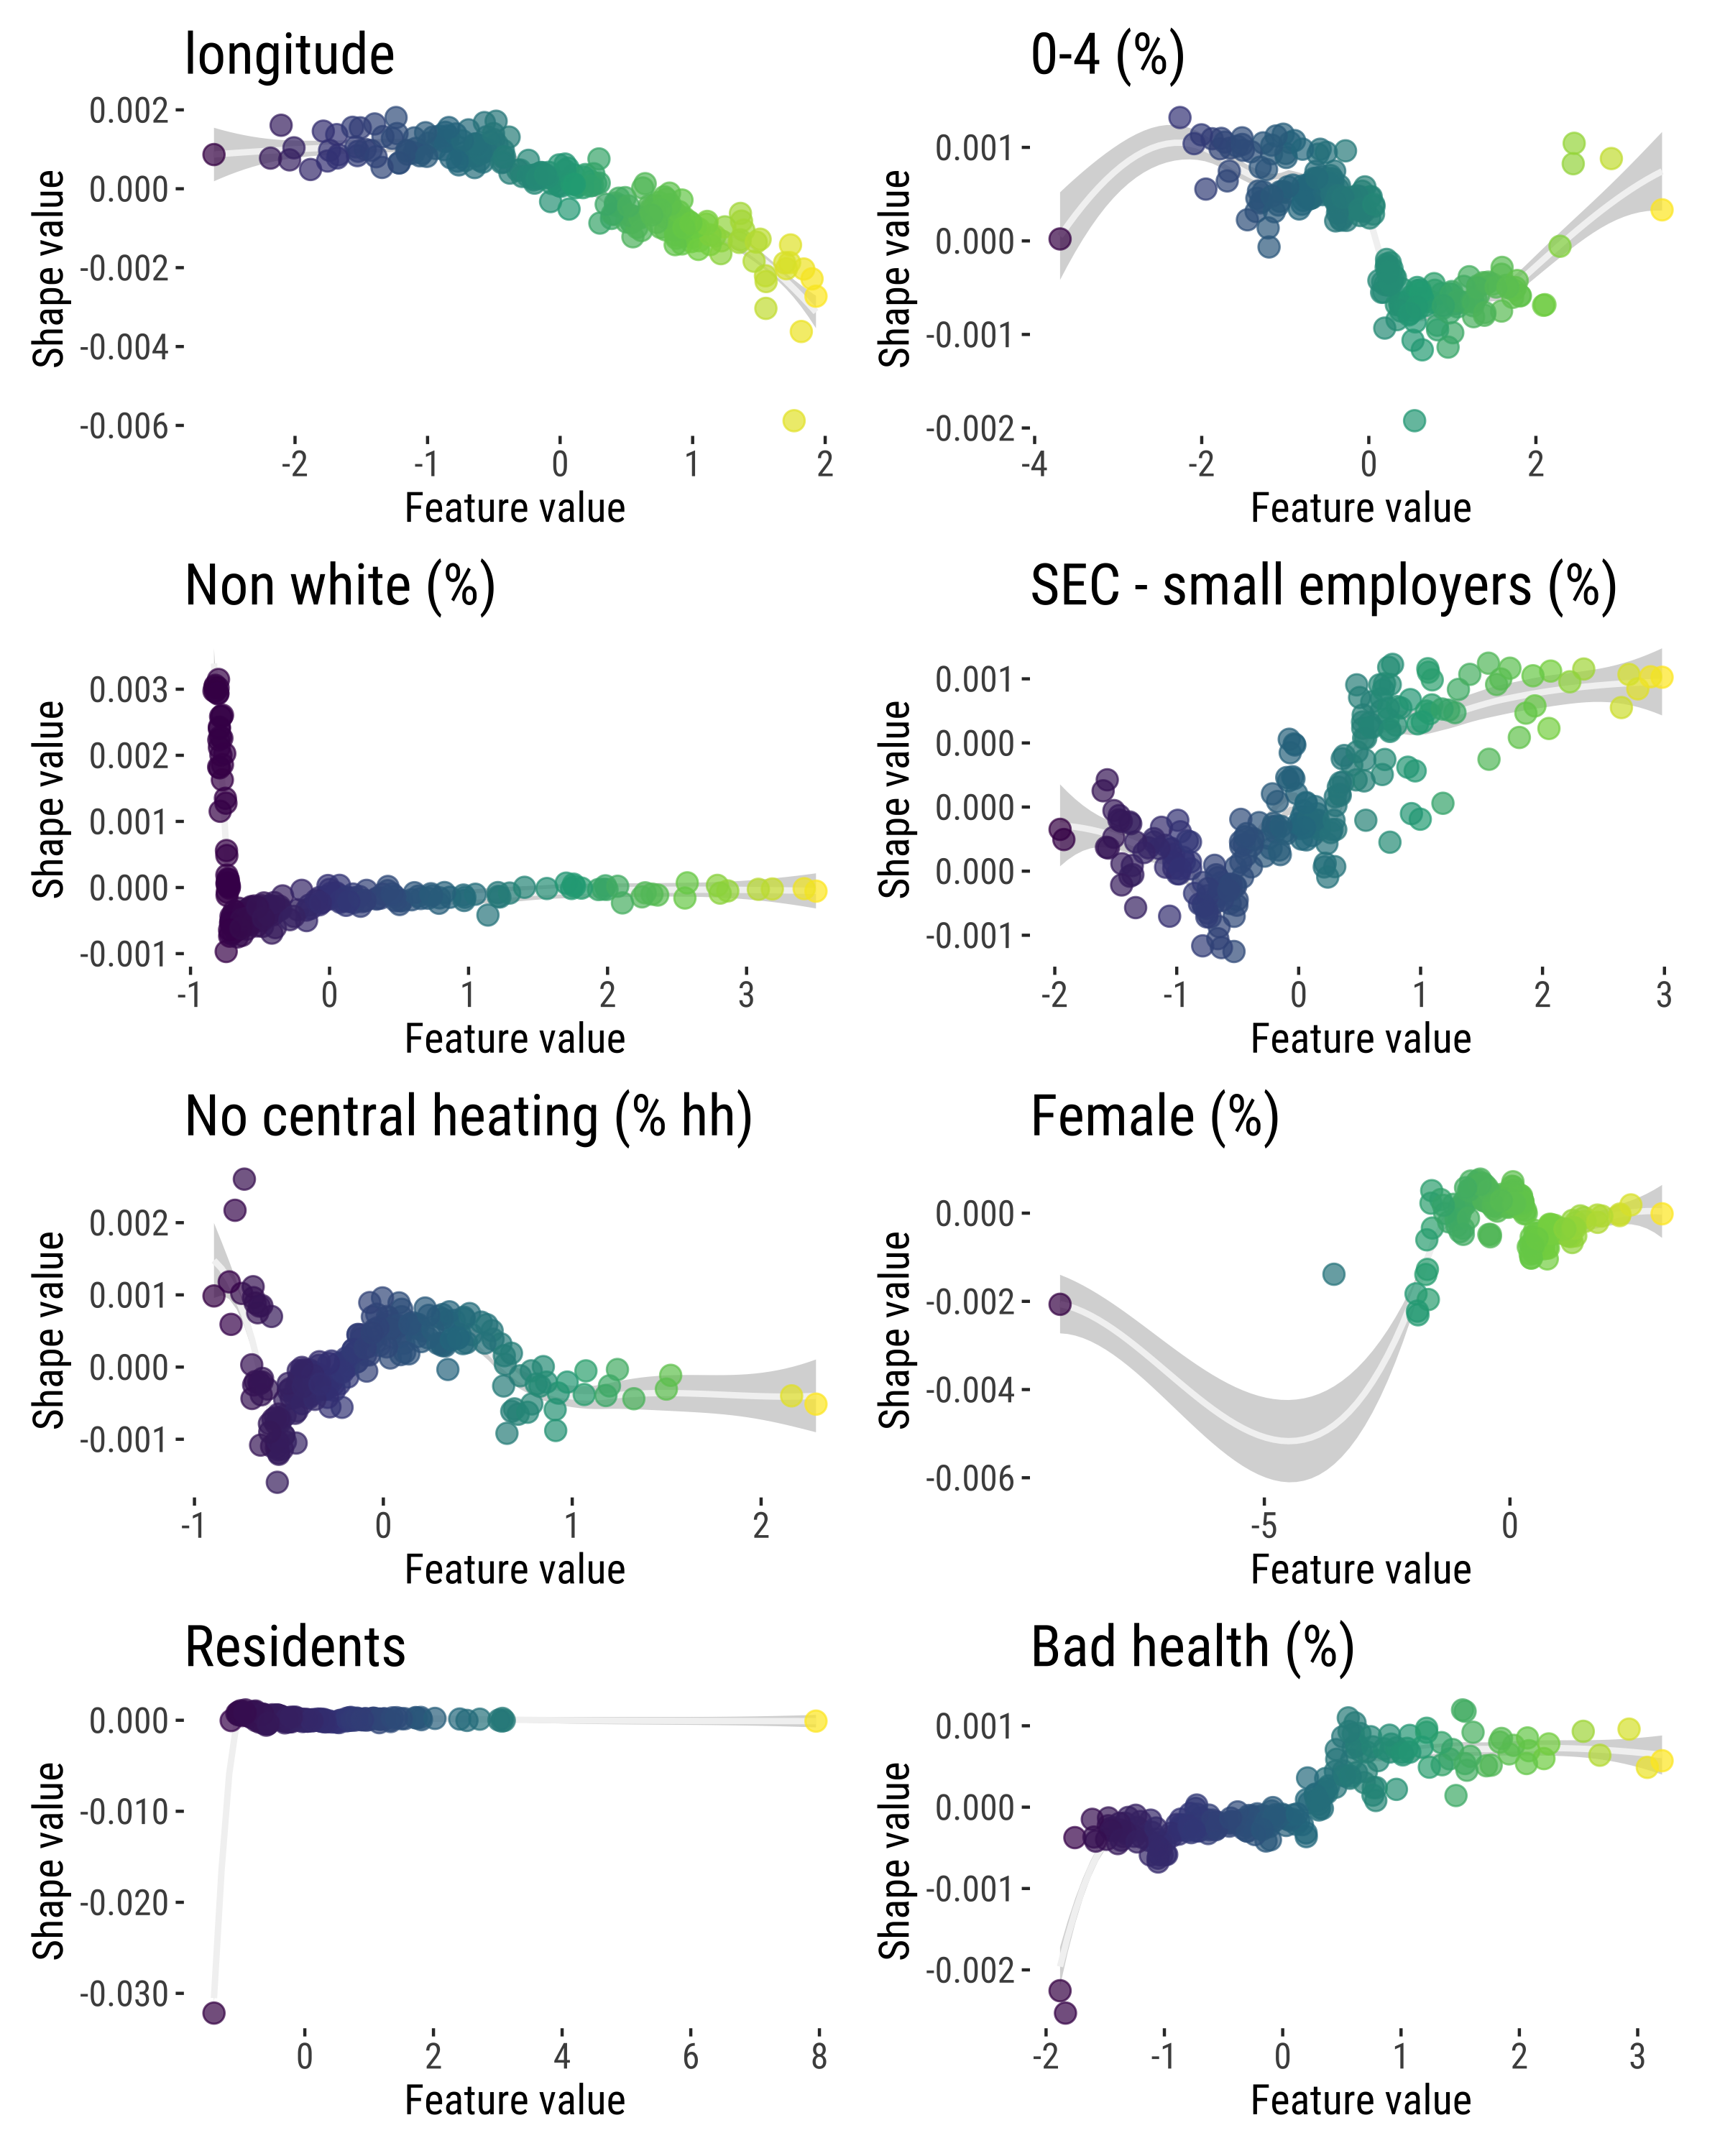 longitude
Shape value
0.002
0.000
-0.002
-0.004
-0.006
-2 -1 0 1 2
Feature value
0-4 (%)
Shape value
0.001
0.000
-0.001
-0.002
-4 -2 0 2
Feature value
Non white (%)
Shape value
0.003
0.002
0.001
0.000
-0.001
-1 0 1 2 3
Feature value
SEC - small employers (%)
Shape value
0.001
0.000
0.000
0.000
-0.001
-2 -1 0 1 2 3
Feature value
No central heating (% hh)
Shape value
0.002
0.001
0.000
-0.001
-1 0 1 2
Feature value
Female (%)
Shape value
0.000
-0.002
-0.004
-0.006
-5 0
Feature value
Residents
Shape value
0.000
-0.010
-0.020
-0.030
0 2 4 6 8
Feature value
Bad health (%)
Shape value
0.001
0.000
-0.001
-0.002
-2 -1 0 1 2 3
Feature value